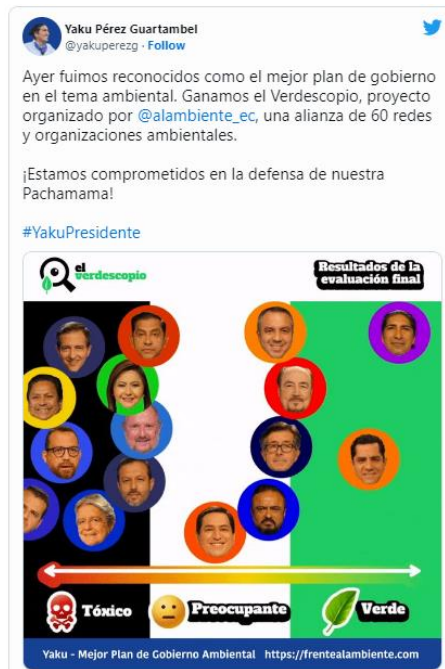 Yaku Pérez Guartambel
@yakuperezg · Follow
Ayer fuimos reconocidos como el mejor plan de gobierno
en el tema ambiental. Ganamos el Verdescopio, proyecto
organizado por @alambiente_ec, una alianza de 60 redes
y organizaciones ambientales.
¡Estamos comprometidos en la defensa de nuestra
Pachamama!
#YakuPresidente
el
verdescopio
Resultados de la
evaluación final
Tóxico
Preocupante
Verde
Yaku - Mejor Plan de Gobierno Ambiental https://frentealambiente.com